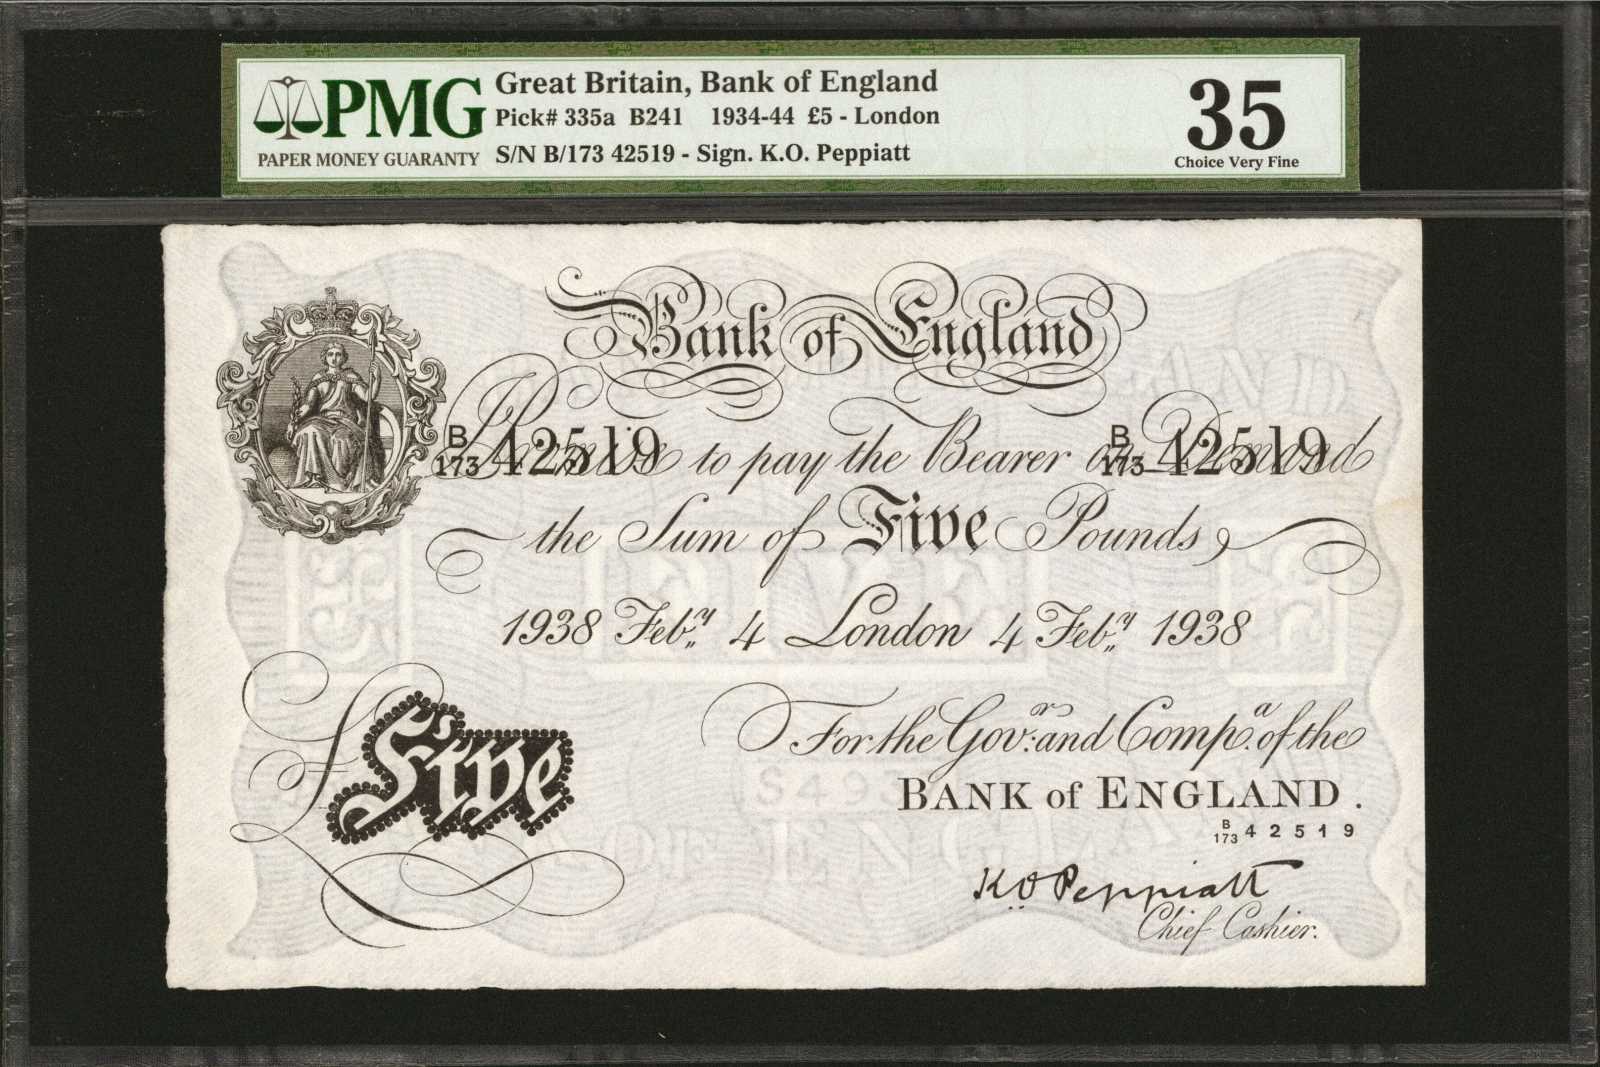 PMG
PAPER MONEY GUARANTY
Great Britain, Bank of England
Pick# 335a B241 1934-44 £5 - London
S/N B/173 42519 - Sign. K.O. Peppiatt
35
Choice Very Fine
Bank of England
B/173 42519 B/173 42519
Promise to pay the Bearer on Demand
the Sum of Five Pounds,
1938 Feby 4 London 4 Feby 1938
£ Five
For the Govr: and Compa. of the
BANK of ENGLAND.
B/173 42519
K O Peppiatt
Chief Cashier.